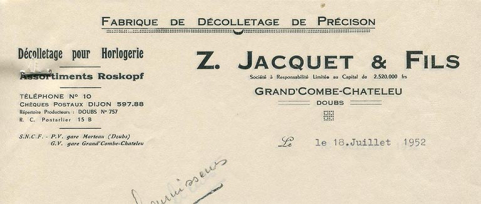 FABRIQUE DE DÉCOLLETAGE DE PRÉCISON
Décolletage pour Horlogerie
Assortiments Roskopf
TÉLÉPHONE N° 10
CHÈQUES POSTAUX DIJON 597.88
Répertoire Producteurs : DOUBS N° 757
R. C. Pontarlier 15 B
S.N.C.F. - P.V. gare Morteau (Doubs)
G.V. gare Grand'Combe-Chateleu
Z. JACQUET & FILS
Société à Responsabilité Limitée au Capital de 2.520.000 frs
GRAND'COMBE-CHATELEU
DOUBS
Le le 18.Juillet 1952